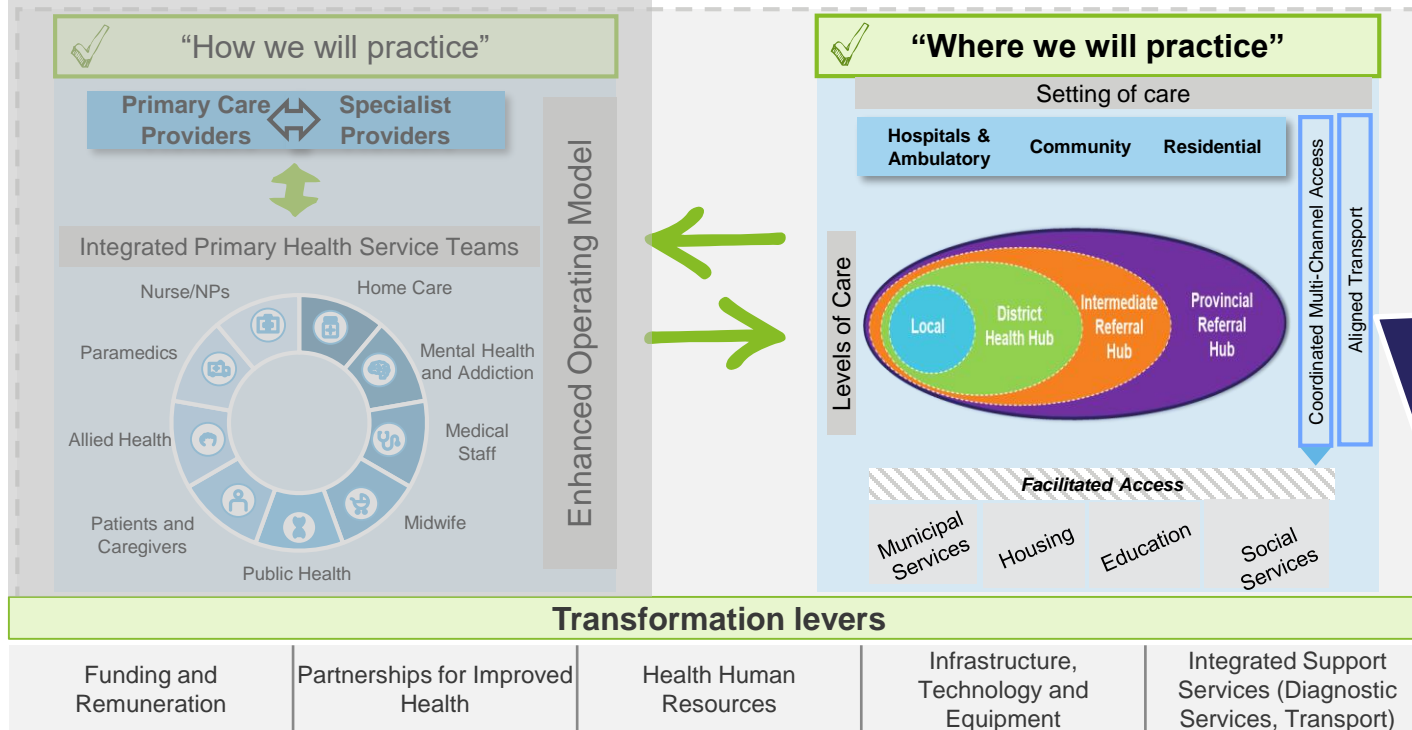 “How we will practice”
Primary Care
Providers
Specialist
Providers
Integrated Primary Health Service Teams
Nurse/NPs
Home Care
Paramedics
Mental Health
and Addiction
Allied Health
Medical
Staff
Patients and
Caregivers
Midwife
Public Health
Enhanced Operating Model
“Where we will practice”
Setting of care
Hospitals &
Ambulatory
Community
Residential
Levels of Care
Local
District
Health Hub
Intermediate
Referral
Hub
Provincial
Referral
Hub
Coordinated Multi-Channel Access
Aligned Transport
Facilitated Access
Municipal
Services
Housing
Education
Social
Services
Transformation levers
Funding and
Remuneration
Partnerships for Improved
Health
Health Human
Resources
Infrastructure,
Technology and
Equipment
Integrated Support
Services (Diagnostic
Services, Transport)